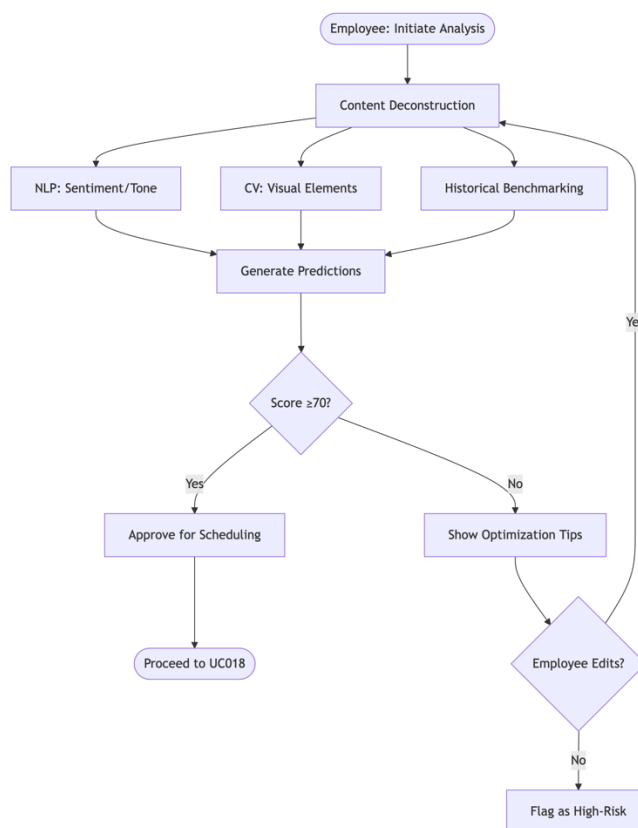 Employee: Initiate Analysis
Content Deconstruction
NLP: Sentiment/Tone
CV: Visual Elements
Historical Benchmarking
Generate Predictions
Ye
Score ≥70?
Yes
No
Approve for Scheduling
Show Optimization Tips
Proceed to UC018
Employee Edits?
No
Flag as High-Risk